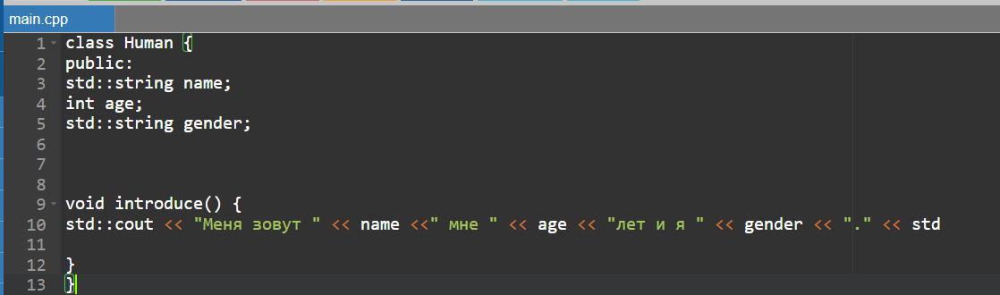 main.cpp
1 class Human {
2 public:
3 std::string name;
4 int age;
5 std::string gender;
6
7
8
9 void introduce() {
10 std::cout << "Меня зовут " << name <<" мне " << age << "лет и я " << gender << "." << std
11
12 }
13 }